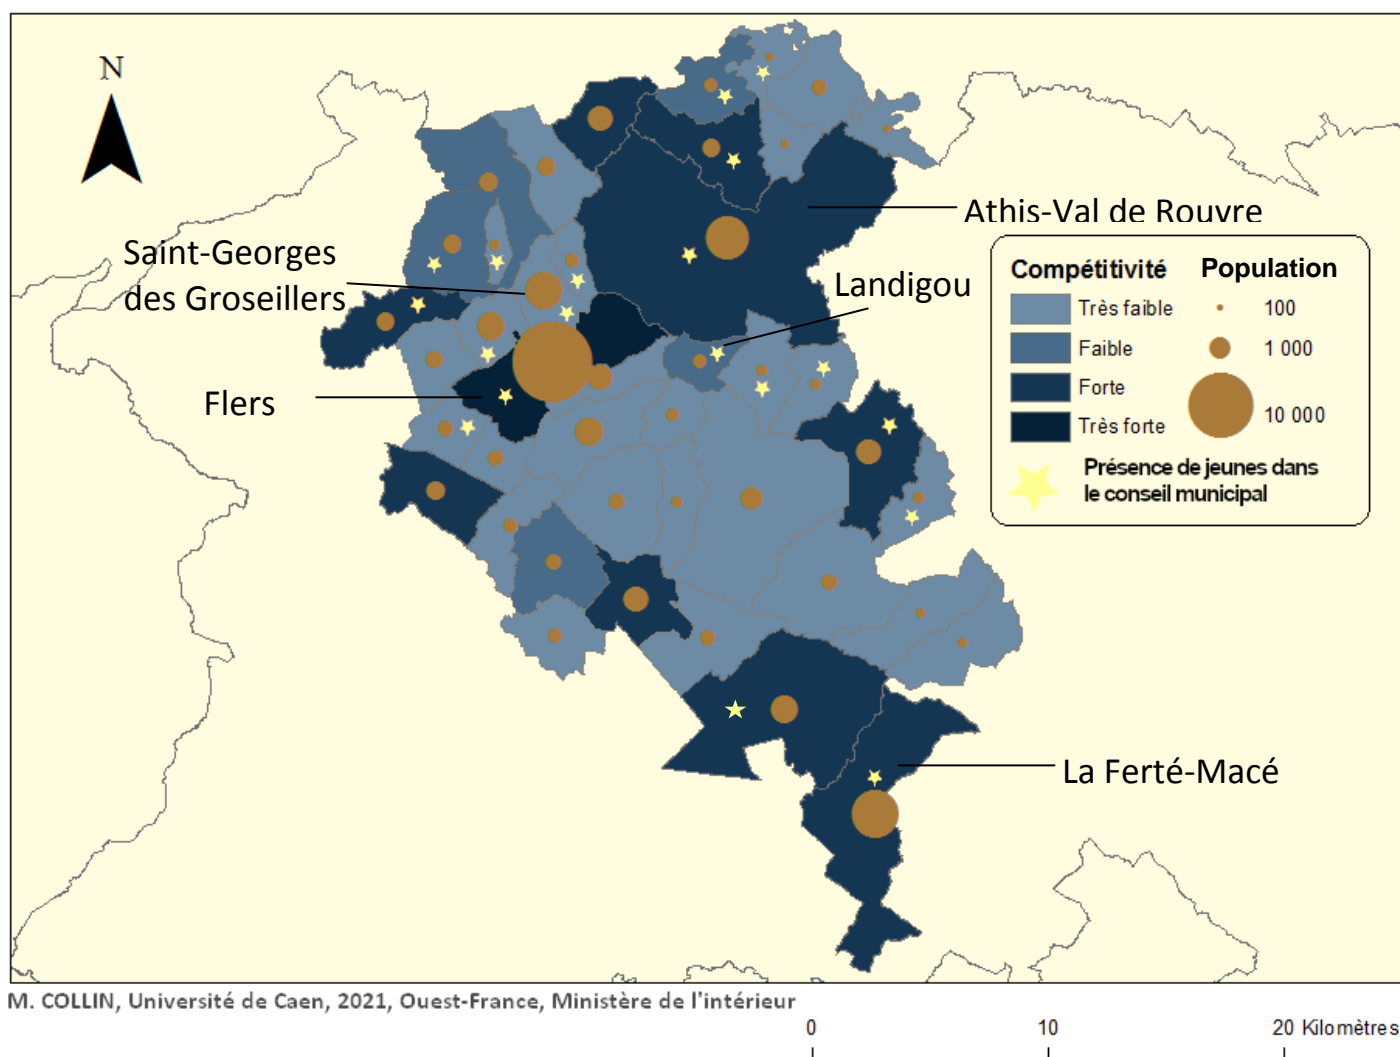 N
Athis-Val de Rouvre
Saint-Georges
des Groseillers
Landigou
Flers
La Ferté-Macé
Compétitivité
Très faible
Faible
Forte
Très forte
Population
100
1 000
10 000
Présence de jeunes dans
le conseil municipal
M. COLLIN, Université de Caen, 2021, Ouest-France, Ministère de l'intérieur
0 10 20 Kilomètres